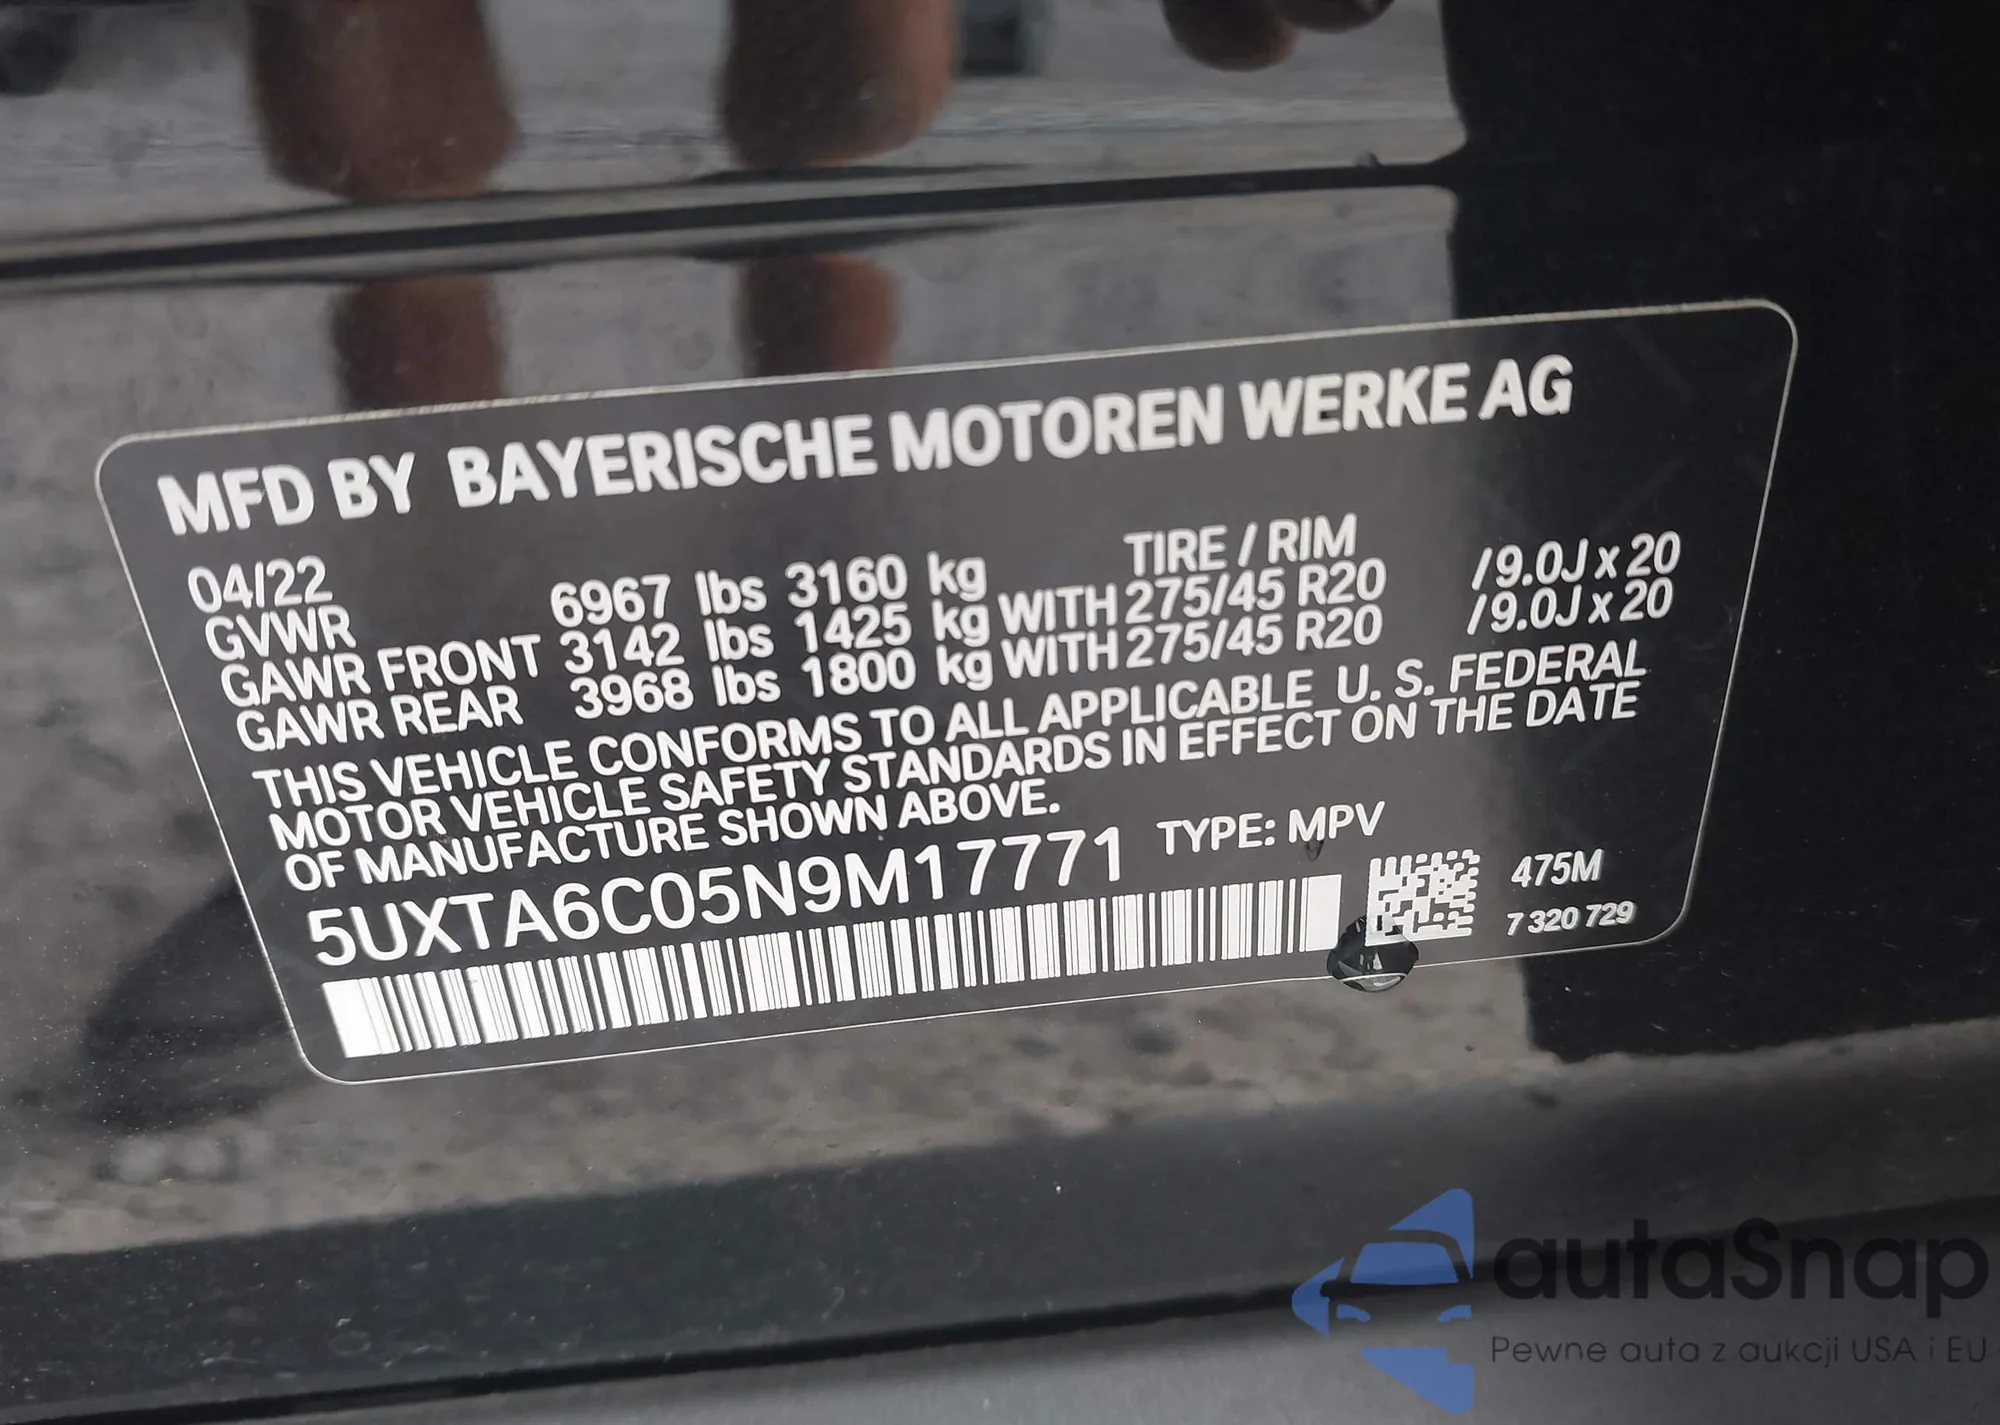 MFD BY BAYERISCHE MOTOREN WERKE AG
04/22 TIRE / RIM
GVWR 6967 lbs 3160 kg
GAWR FRONT 3142 lbs 1425 kg WITH 275/45 R20 /9.0J x 20
GAWR REAR 3968 lbs 1800 kg WITH 275/45 R20 /9.0J x 20
THIS VEHICLE CONFORMS TO ALL APPLICABLE U. S. FEDERAL
MOTOR VEHICLE SAFETY STANDARDS IN EFFECT ON THE DATE
OF MANUFACTURE SHOWN ABOVE.
5UXTA6C05N9M17771 TYPE: MPV
475M
7 320 729
autaSnap
Pewne auta z aukcji USA i EU